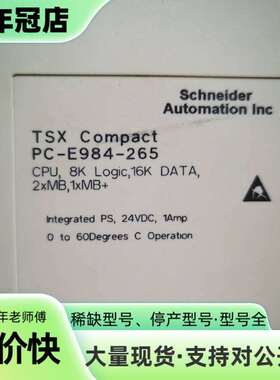 年冠店
Schneider
Automation Inc
TSX Compact
PC-E984-265
CPU, 8K Logic,16K DATA,
2xMB,1xMB+
Integrated PS, 24VDC, 1Amp
0 to 60Degrees C Operation
年老师傅
价快
稀缺型号、停产型号·型号全
大量现货·支持对公